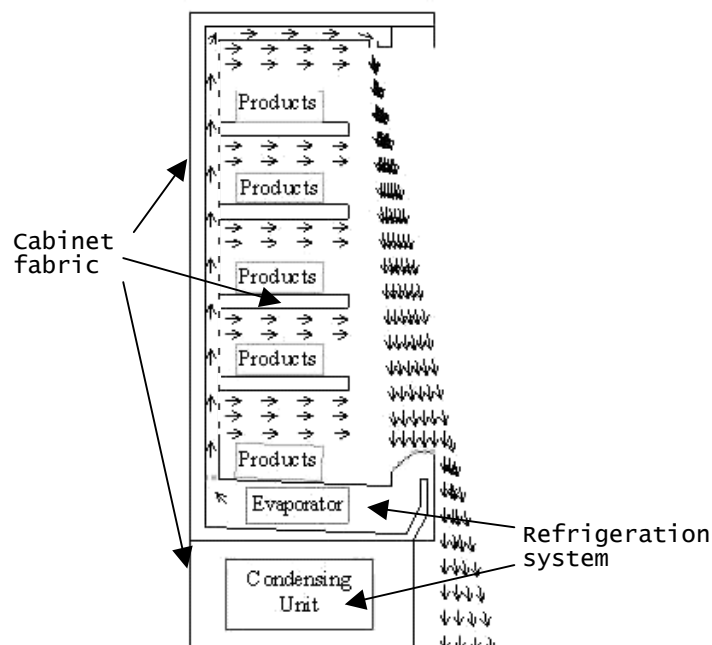 Products
Products
Cabinet
fabric
Products
Products
Products
Evaporator
Refrigeration
system
Condensing
Unit